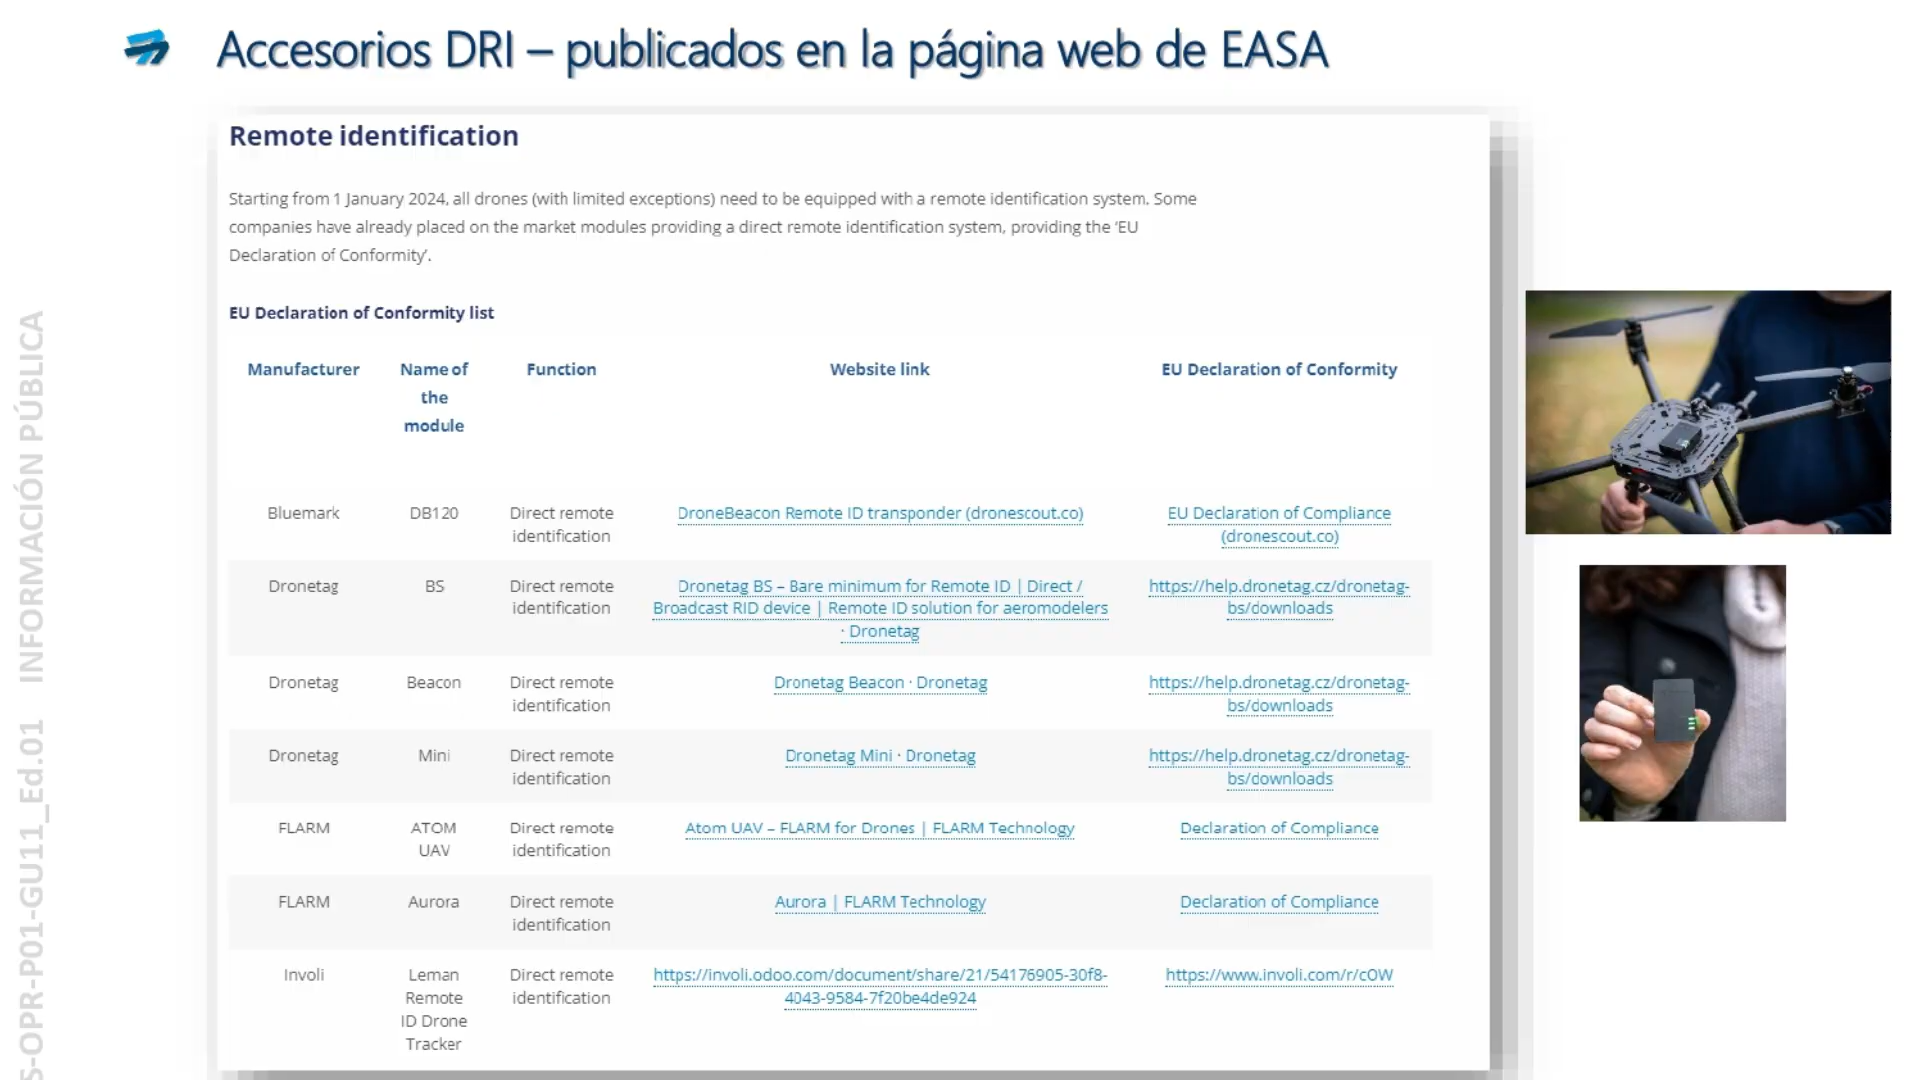 Accesorios DRI – publicados en la página web de EASA
Remote identification
Starting from 1 January 2024, all drones (with limited exceptions) need to be equipped with a remote identification system. Some
companies have already placed on the market modules providing a direct remote identification system, providing the ‘EU
Declaration of Conformity’.
EU Declaration of Conformity list
Manufacturer
Name of
the
module
Function
Website link
EU Declaration of Conformity
Bluemark
DB120
Direct remote
identification
DroneBeacon Remote ID transponder (dronescout.co)
EU Declaration of Compliance
(dronescout.co)
Dronetag
BS
Direct remote
identification
Dronetag BS – Bare minimum for Remote ID | Direct /
Broadcast RID device | Remote ID solution for aeromodelers
· Dronetag
https://help.dronetag.cz/dronetag-
bs/downloads
Dronetag
Beacon
Direct remote
identification
Dronetag Beacon · Dronetag
https://help.dronetag.cz/dronetag-
bs/downloads
Dronetag
Mini
Direct remote
identification
Dronetag Mini · Dronetag
https://help.dronetag.cz/dronetag-
bs/downloads
FLARM
ATOM
UAV
Direct remote
identification
Atom UAV – FLARM for Drones | FLARM Technology
Declaration of Compliance
FLARM
Aurora
Direct remote
identification
Aurora | FLARM Technology
Declaration of Compliance
Involi
Leman
Remote
ID Drone
Tracker
Direct remote
identification
https://involi.odoo.com/document/share/21/54176905-30f8-
4043-9584-7f20be4de924
https://www.involi.com/r/cOW
S-OPR-P01-GU11_Ed.01 INFORMACIÓN PÚBLICA